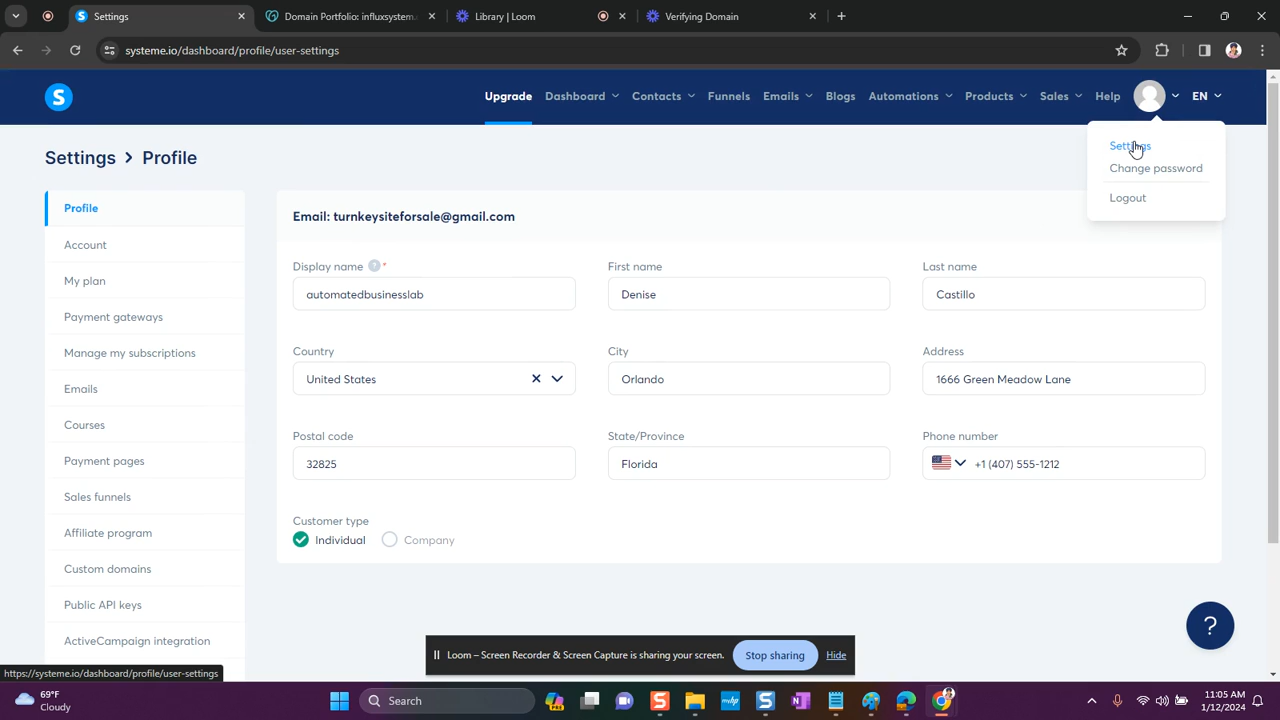 Settings
Domain Portfolio: influxsystem
Library | Loom
Verifying Domain
systeme.io/dashboard/profile/user-settings
S
Upgrade
Dashboard
Contacts
Funnels
Emails
Blogs
Automations
Products
Sales
Help
EN
Settings
Change password
Logout
Settings > Profile
Profile
Account
My plan
Payment gateways
Manage my subscriptions
Emails
Courses
Payment pages
Sales funnels
Affiliate program
Custom domains
Public API keys
ActiveCampaign integration
Email: turnkeysiteforsale@gmail.com
Display name ? *
automatedbusinesslab
First name
Denise
Last name
Castillo
Country
United States
City
Orlando
Address
1666 Green Meadow Lane
Postal code
32825
State/Province
Florida
Phone number
+1 (407) 555-1212
Customer type
Individual
Company
?
Loom – Screen Recorder & Screen Capture is sharing your screen.
Stop sharing
Hide
https://systeme.io/dashboard/profile/user-settings
69°F
Cloudy
Search
11:05 AM
1/12/2024